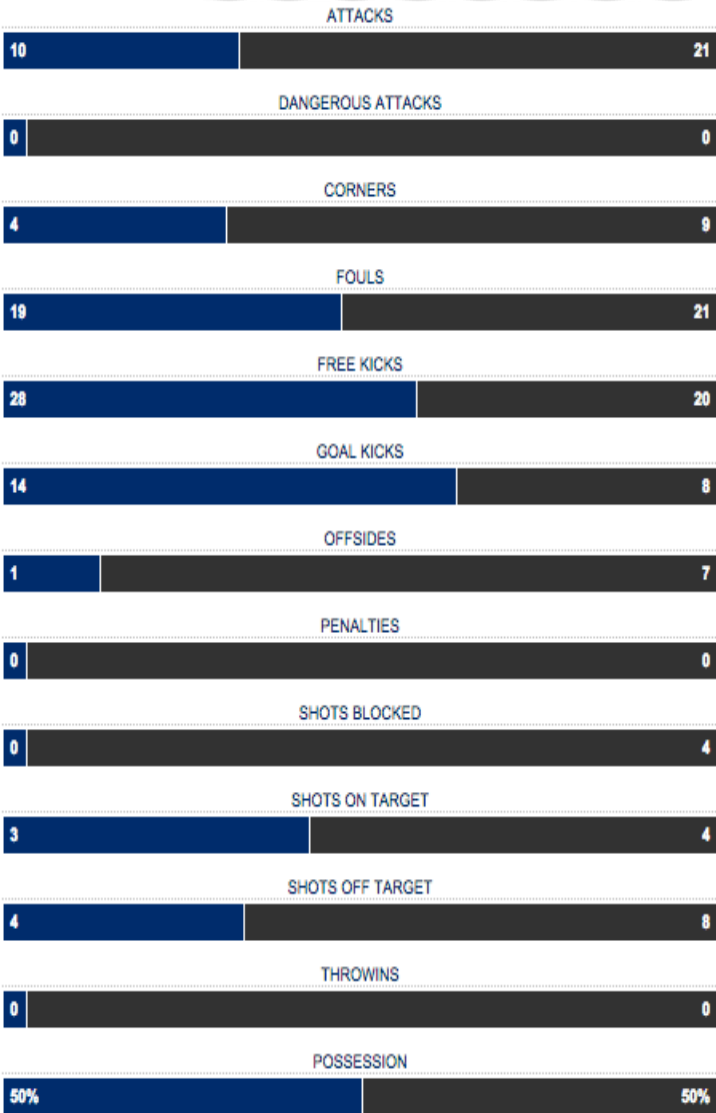 ATTACKS
10 21
DANGEROUS ATTACKS
0 0
CORNERS
4 9
FOULS
19 21
FREE KICKS
28 20
GOAL KICKS
14 8
OFFSIDES
1 7
PENALTIES
0 0
SHOTS BLOCKED
0 4
SHOTS ON TARGET
3 4
SHOTS OFF TARGET
4 8
THROWINS
0 0
POSSESSION
50% 50%